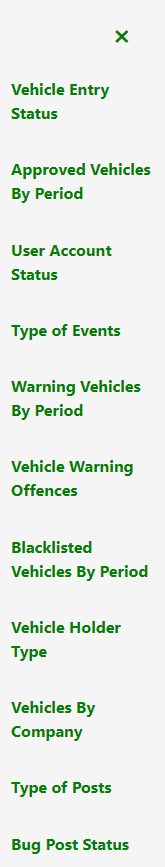 ×
Vehicle Entry
Status
Approved Vehicles
By Period
User Account
Status
Type of Events
Warning Vehicles
By Period
Vehicle Warning
Offences
Blacklisted
Vehicles By Period
Vehicle Holder
Type
Vehicles By
Company
Type of Posts
Bug Post Status